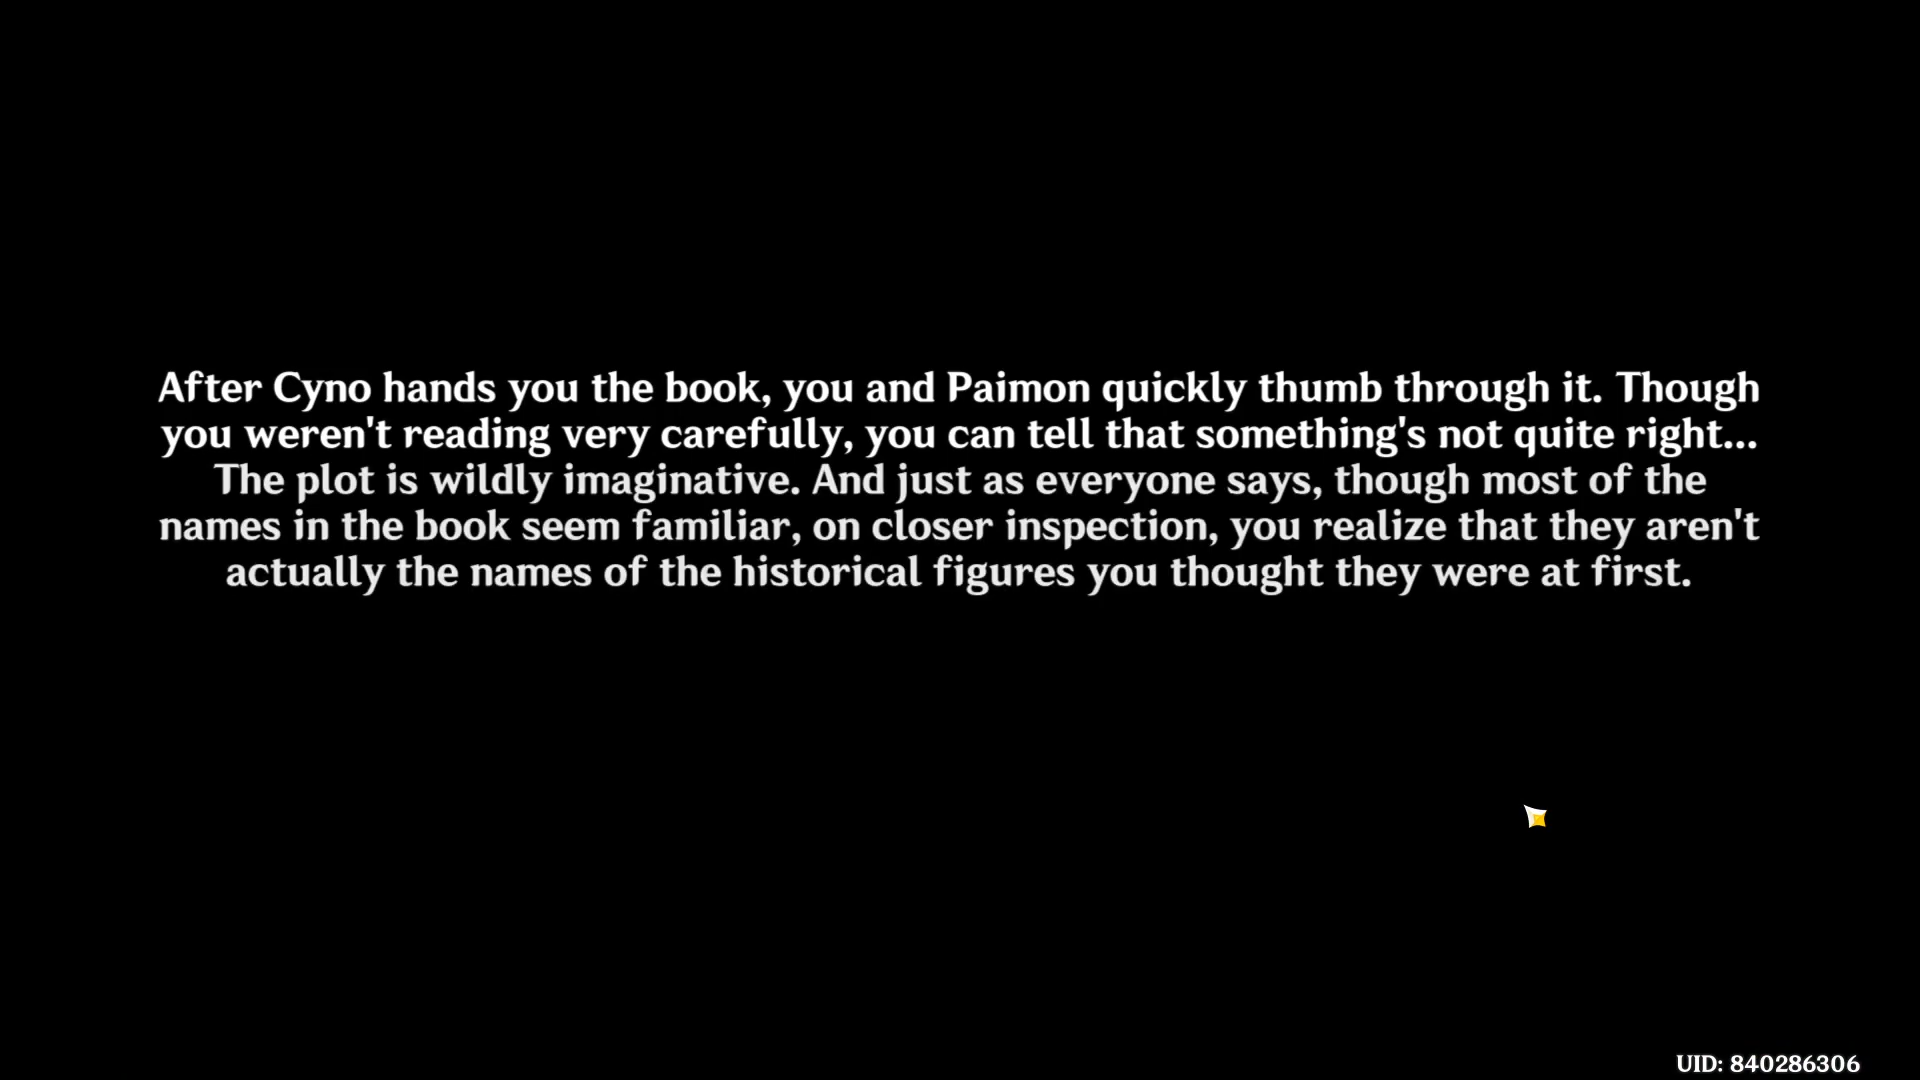 After Cyno hands you the book, you and Paimon quickly thumb through it. Though
you weren't reading very carefully, you can tell that something's not quite right...
The plot is wildly imaginative. And just as everyone says, though most of the
names in the book seem familiar, on closer inspection, you realize that they aren't
actually the names of the historical figures you thought they were at first.
UID: 840286306